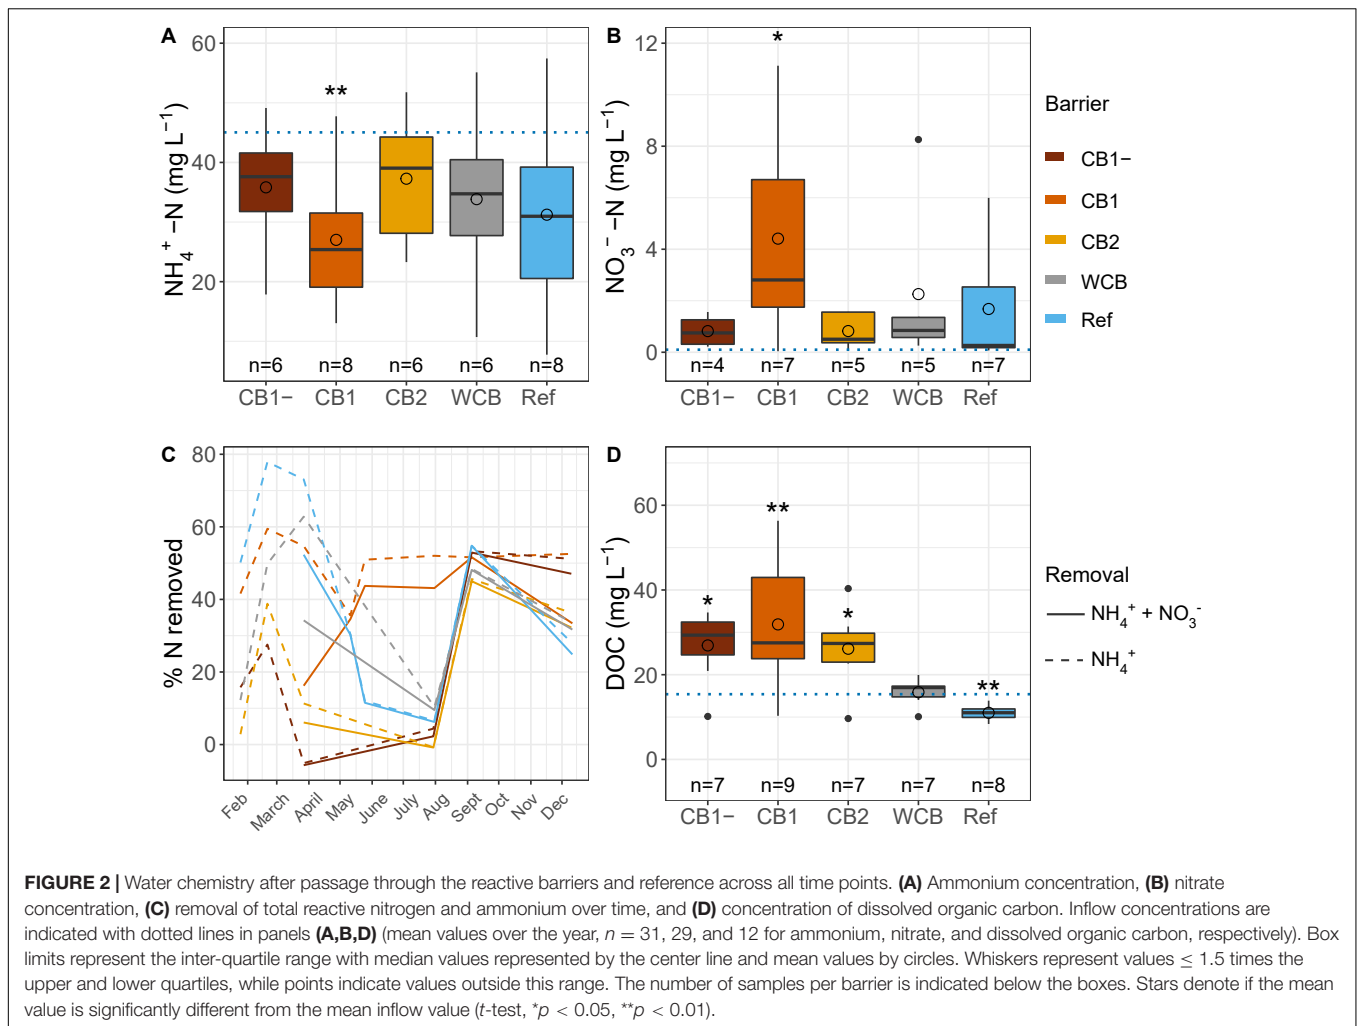 A
60
40
20
NH4+ −N (mg L−1)
**
n=6
n=8
n=6
n=6
n=8
CB1−
CB1
CB2
WCB
Ref
B
12
8
4
0
NO3− −N (mg L−1)
*
n=4
n=7
n=5
n=5
n=7
CB1−
CB1
CB2
WCB
Ref
Barrier
CB1−
CB1
CB2
WCB
Ref
C
80
60
40
20
0
% N removed
Feb
March
April
May
June
July
Aug
Sept
Oct
Nov
Dec
D
60
40
20
0
DOC (mg L−1)
*
**
*
**
n=7
n=9
n=7
n=7
n=8
CB1−
CB1
CB2
WCB
Ref
Removal
NH4+ + NO3-
NH4+
FIGURE 2 | Water chemistry after passage through the reactive barriers and reference across all time points. (A) Ammonium concentration, (B) nitrate
concentration, (C) removal of total reactive nitrogen and ammonium over time, and (D) concentration of dissolved organic carbon. Inflow concentrations are
indicated with dotted lines in panels (A,B,D) (mean values over the year, n = 31, 29, and 12 for ammonium, nitrate, and dissolved organic carbon, respectively). Box
limits represent the inter-quartile range with median values represented by the center line and mean values by circles. Whiskers represent values ≤ 1.5 times the
upper and lower quartiles, while points indicate values outside this range. The number of samples per barrier is indicated below the boxes. Stars denote if the mean
value is significantly different from the mean inflow value (t-test, *p < 0.05, **p < 0.01).